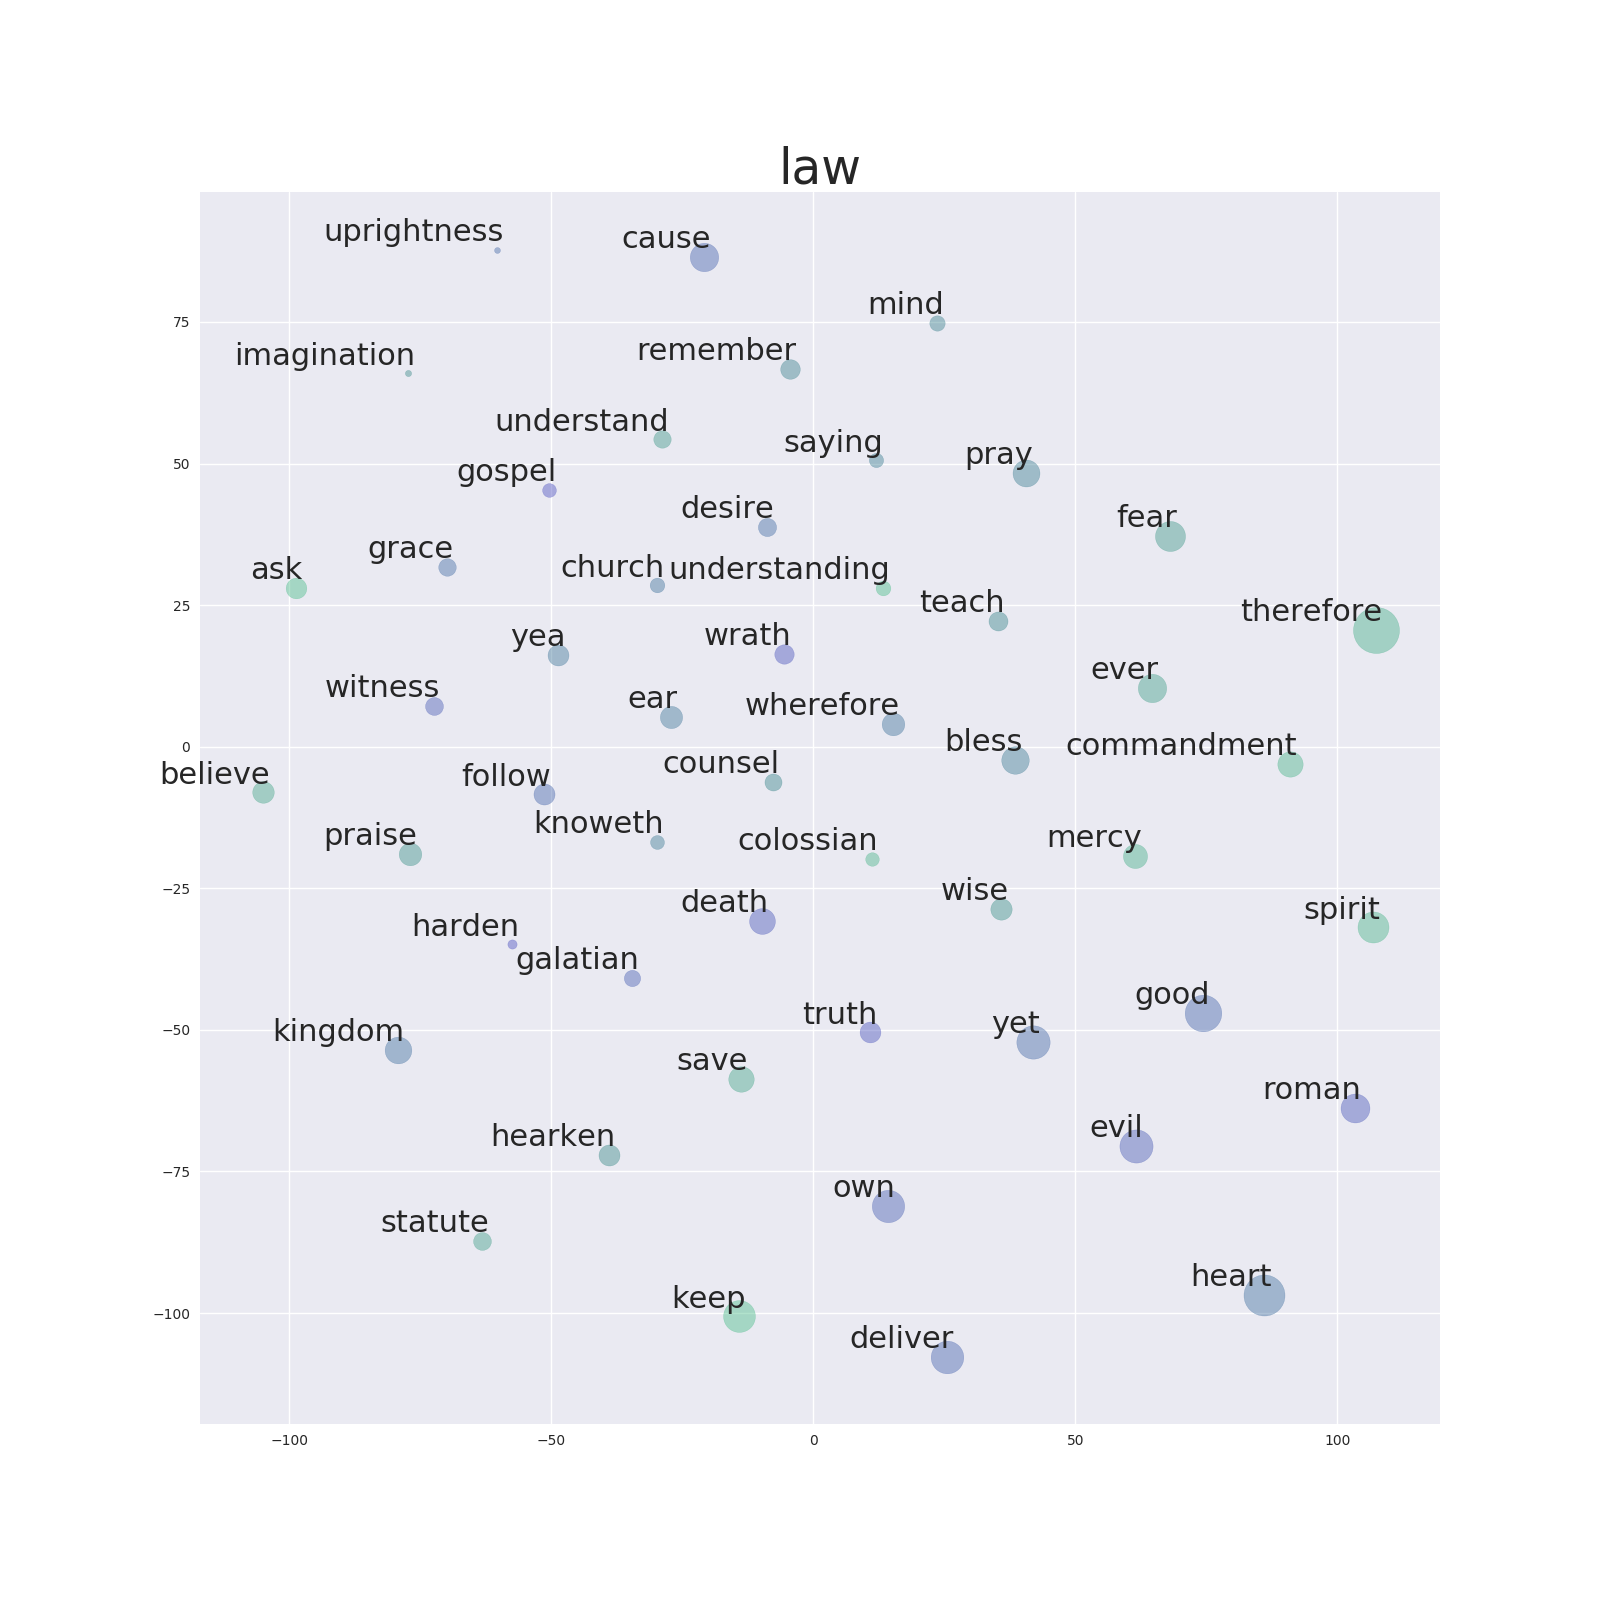 law
uprightness
cause
mind
75
remember
imagination
understand
saying
pray
50
gospel
desire
fear
grace
church
understanding
ask
25
teach
therefore
yea
wrath
ever
witness
ear
wherefore
0
bless
commandment
believe
follow
counsel
praise
knoweth
colossian
mercy
−25
wise
death
spirit
harden
galatian
good
truth
−50
kingdom
yet
save
roman
hearken
evil
−75
own
statute
heart
keep
−100
deliver
−100
−50
0
50
100